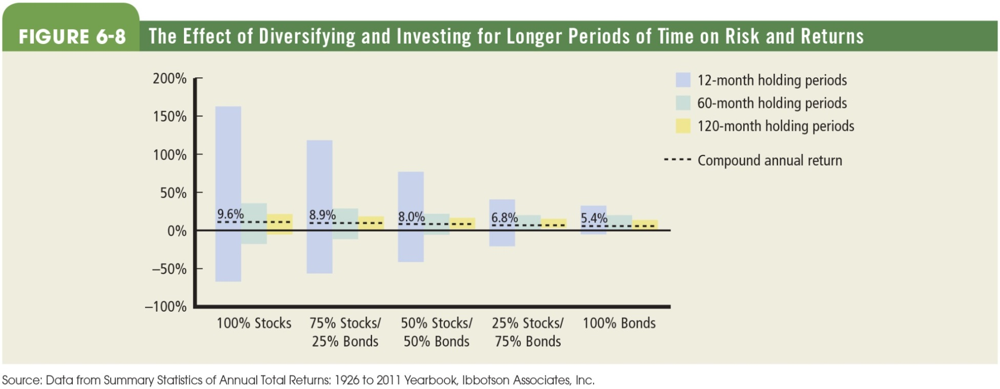 FIGURE 6-8
The Effect of Diversifying and Investing for Longer Periods of Time on Risk and Returns
200%
150%
100%
50%
0%
–50%
–100%
9.6%
8.9%
8.0%
6.8%
5.4%
100% Stocks
75% Stocks/
25% Bonds
50% Stocks/
50% Bonds
25% Stocks/
75% Bonds
100% Bonds
12-month holding periods
60-month holding periods
120-month holding periods
Compound annual return
Source: Data from Summary Statistics of Annual Total Returns: 1926 to 2011 Yearbook, Ibbotson Associates, Inc.